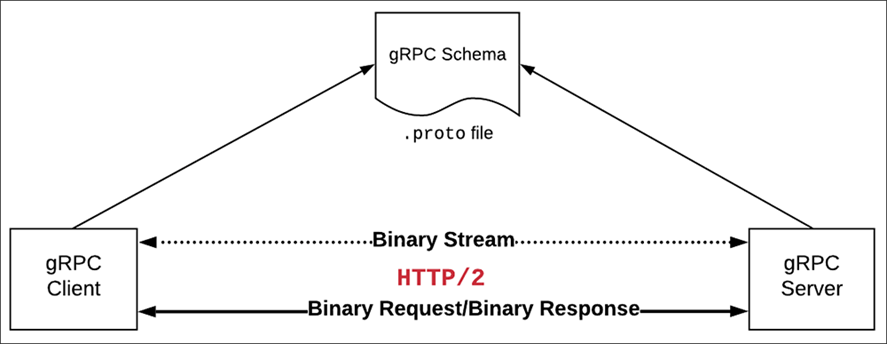 gRPC Schema
.proto file
gRPC
Client
Binary Stream
HTTP/2
Binary Request/Binary Response
gRPC
Server